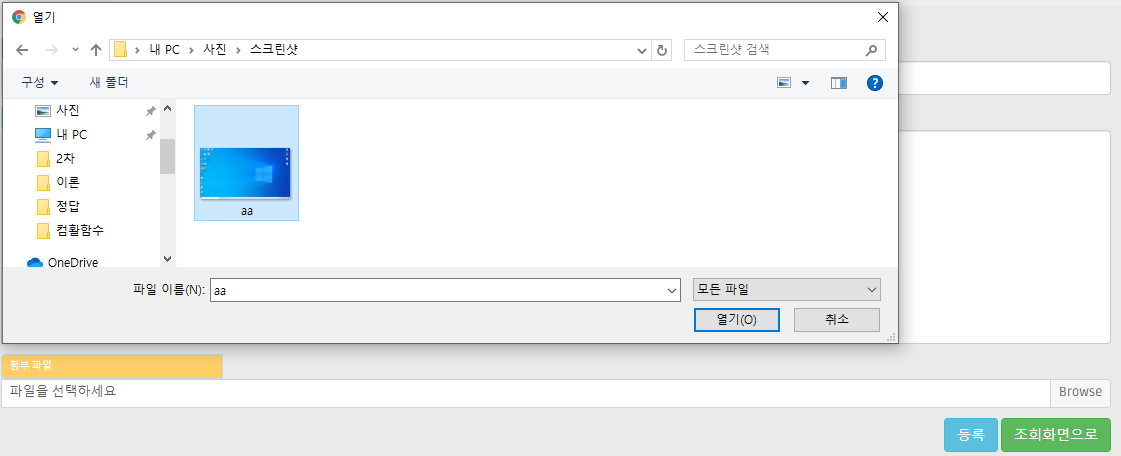 열기
내 PC > 사진 > 스크린샷
스크린샷 검색
구성
새 폴더
사진
내 PC
2차
이론
정답
컴활함수
OneDrive
aa
파일 이름(N):
aa
모든 파일
열기(O)
취소
첨부 파일
파일을 선택하세요
Browse
등록
조회화면으로